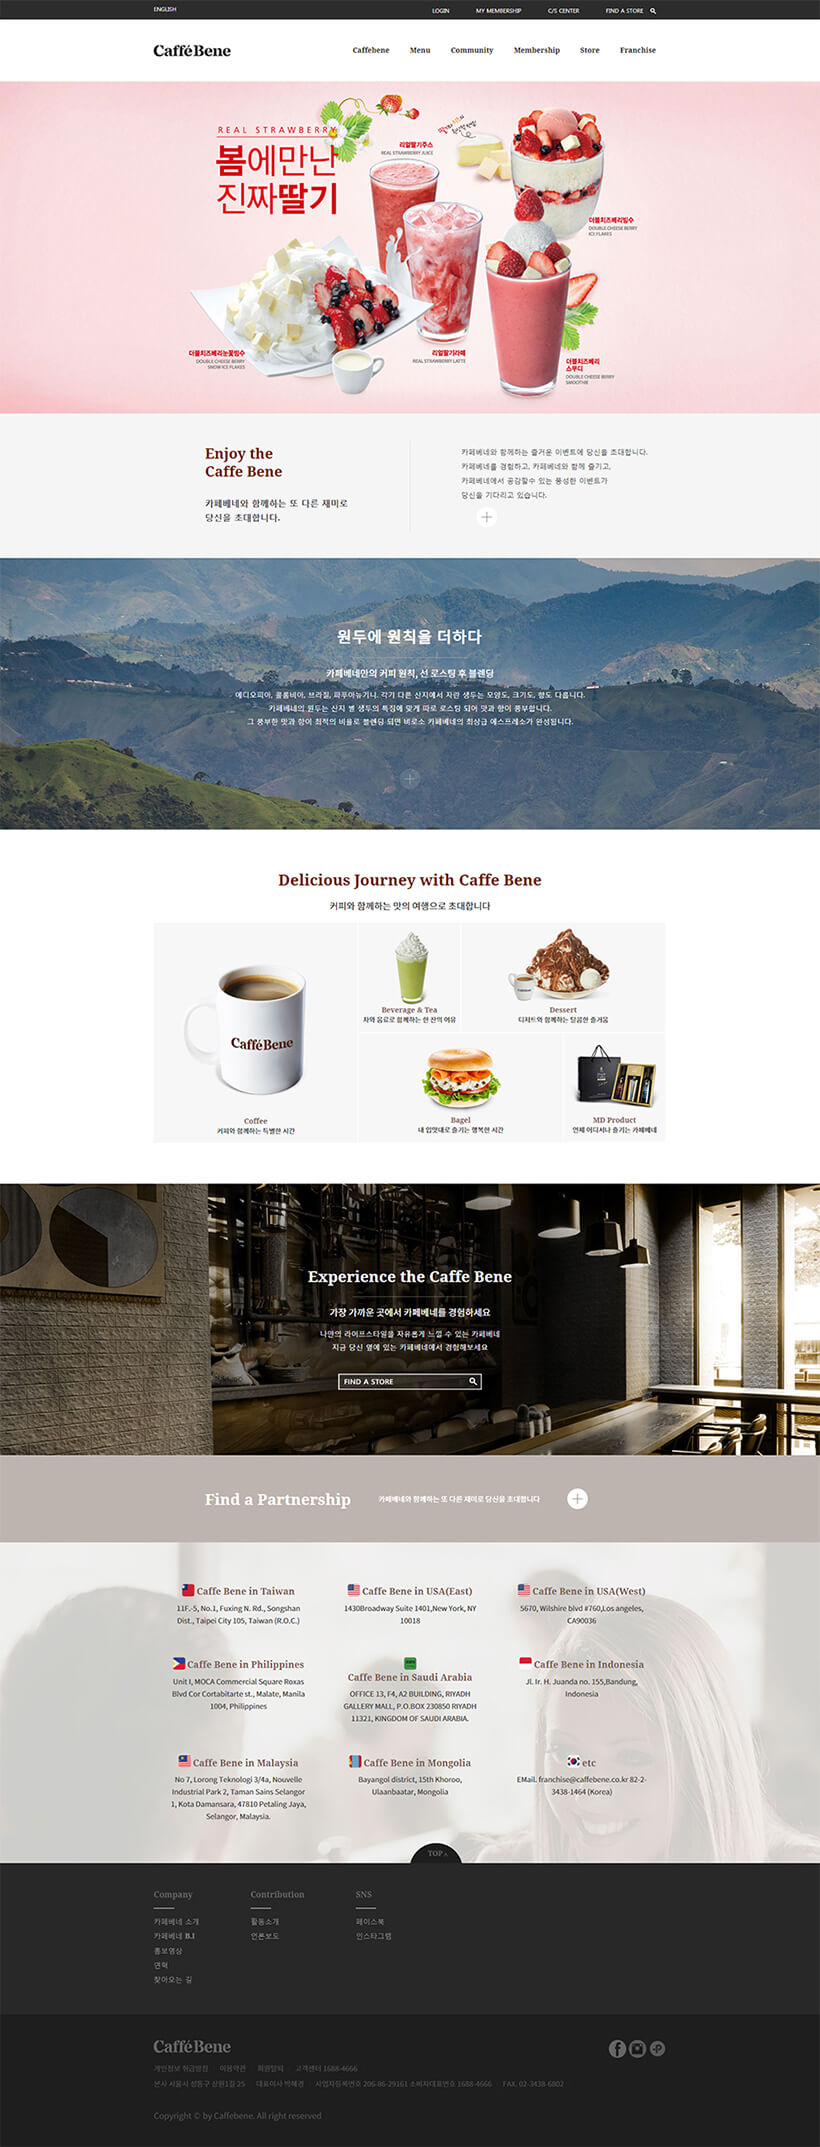 ENGLISH
LOGIN
MY MEMBERSHIP
C/S CENTER
FIND A STORE
Caffé Bene
Caffebene
Menu
Community
Membership
Store
Franchise
REAL STRAWBERRY
봄에만난
진짜딸기
리얼딸기주스
REAL STRAWBERRY JUICE
더블치즈베리빙수
DOUBLE CHEESE BERRY
ICE FLAKES
더블치즈베리눈꽃빙수
DOUBLE CHEESE BERRY
SNOW ICE FLAKES
리얼딸기라떼
REAL STRAWBERRY LATTE
더블치즈베리
스무디
DOUBLE CHEESE BERRY
SMOOTHIE
Enjoy the
Caffe Bene
카페베네와 함께하는 또 다른 재미로
당신을 초대합니다.
카페베네와 함께하는 즐거운 이벤트에 당신을 초대합니다.
카페베네를 경험하고, 카페베네와 함께 즐기고,
카페베네에서 공감할수 있는 풍성한 이벤트가
당신을 기다리고 있습니다.
원두에 원칙을 더하다
카페베네만의 커피 원칙, 선 로스팅 후 블렌딩
에디오피아, 콜롬비아, 브라질, 파푸아뉴기니. 각기 다른 산지에서 자란 생두는 모양도, 크기도, 향도 다릅니다.
카페베네의 원두는 산지 별 생두의 특징에 맞게 따로 로스팅 되어 맛과 향이 풍부합니다.
그 풍부한 맛과 향이 최적의 비율로 블렌딩 되면 비로소 카페베네의 최상급 에스프레소가 완성됩니다.
Delicious Journey with Caffe Bene
커피와 함께하는 맛의 여행으로 초대합니다
Caffé Bene
Coffee
커피와 함께하는 특별한 시간
Beverage & Tea
차와 음료로 함께하는 한 잔의 여유
Dessert
디저트와 함께하는 달콤한 즐거움
Bagel
내 입맛대로 즐기는 행복한 시간
MD Product
언제 어디서나 즐기는 카페베네
Experience the Caffe Bene
가장 가까운 곳에서 카페베네를 경험하세요
나만의 라이프스타일을 자유롭게 느낄 수 있는 카페베네
지금 당신 옆에 있는 카페베네에서 경험해보세요
FIND A STORE
Find a Partnership
카페베네와 함께하는 또 다른 재미로 당신을 초대합니다
Caffe Bene in Taiwan
11F.-5, No.1, Fuxing N. Rd., Songshan
Dist., Taipei City 105, Taiwan (R.O.C.)
Caffe Bene in USA(East)
1430Broadway Suite 1401,New York, NY
10018
Caffe Bene in USA(West)
5670, Wilshire blvd #760,Los angeles,
CA90036
Caffe Bene in Philippines
Unit I, MOCA Commercial Square Roxas
Blvd Cor Cortabitarte st., Malate, Manila
1004, Philippines
Caffe Bene in Saudi Arabia
OFFICE 13, F4, A2 BUILDING, RIYADH
GALLERY MALL, P.O.BOX 230850 RIYADH
11321, KINGDOM OF SAUDI ARABIA.
Caffe Bene in Indonesia
Jl. Ir. H. Juanda no. 155,Bandung,
Indonesia
Caffe Bene in Malaysia
No 7, Lorong Teknologi 3/4a, Nouvelle
Industrial Park 2, Taman Sains Selangor
1, Kota Damansara, 47810 Petaling Jaya,
Selangor, Malaysia.
Caffe Bene in Mongolia
Bayangol district, 15th Khoroo,
Ulaanbaatar, Mongolia
etc
EMail. franchise@caffebene.co.kr 82-2-
3438-1464 (Korea)
TOP
Company
카페베네 소개
카페베네 B.I
홍보영상
연혁
찾아오는 길
Contribution
활동소개
언론보도
SNS
페이스북
인스타그램
Caffé Bene
개인정보 취급방침
이용약관
회원탈퇴
고객센터 1688-4666
본사 서울시 성동구 상원1길 25
대표이사 박혜경
사업자등록번호 206-86-29161 소비자대표번호 1688-4666
FAX. 02-3438-6802
Copyright © by Caffebene. All right reserved